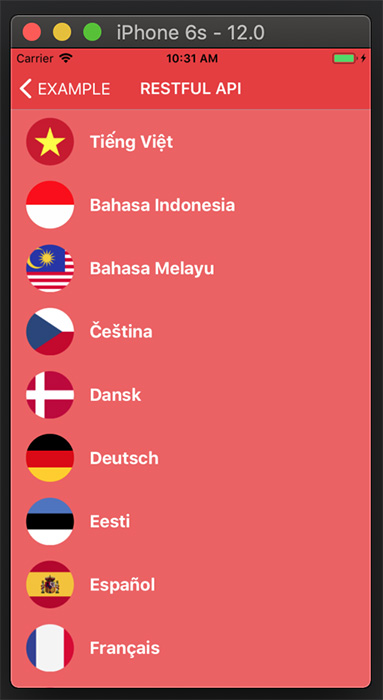 iPhone 6s - 12.0
Carrier 10:31 AM
EXAMPLE RESTFUL API
Tiếng Việt
Bahasa Indonesia
Bahasa Melayu
Čeština
Dansk
Deutsch
Eesti
Español
Français